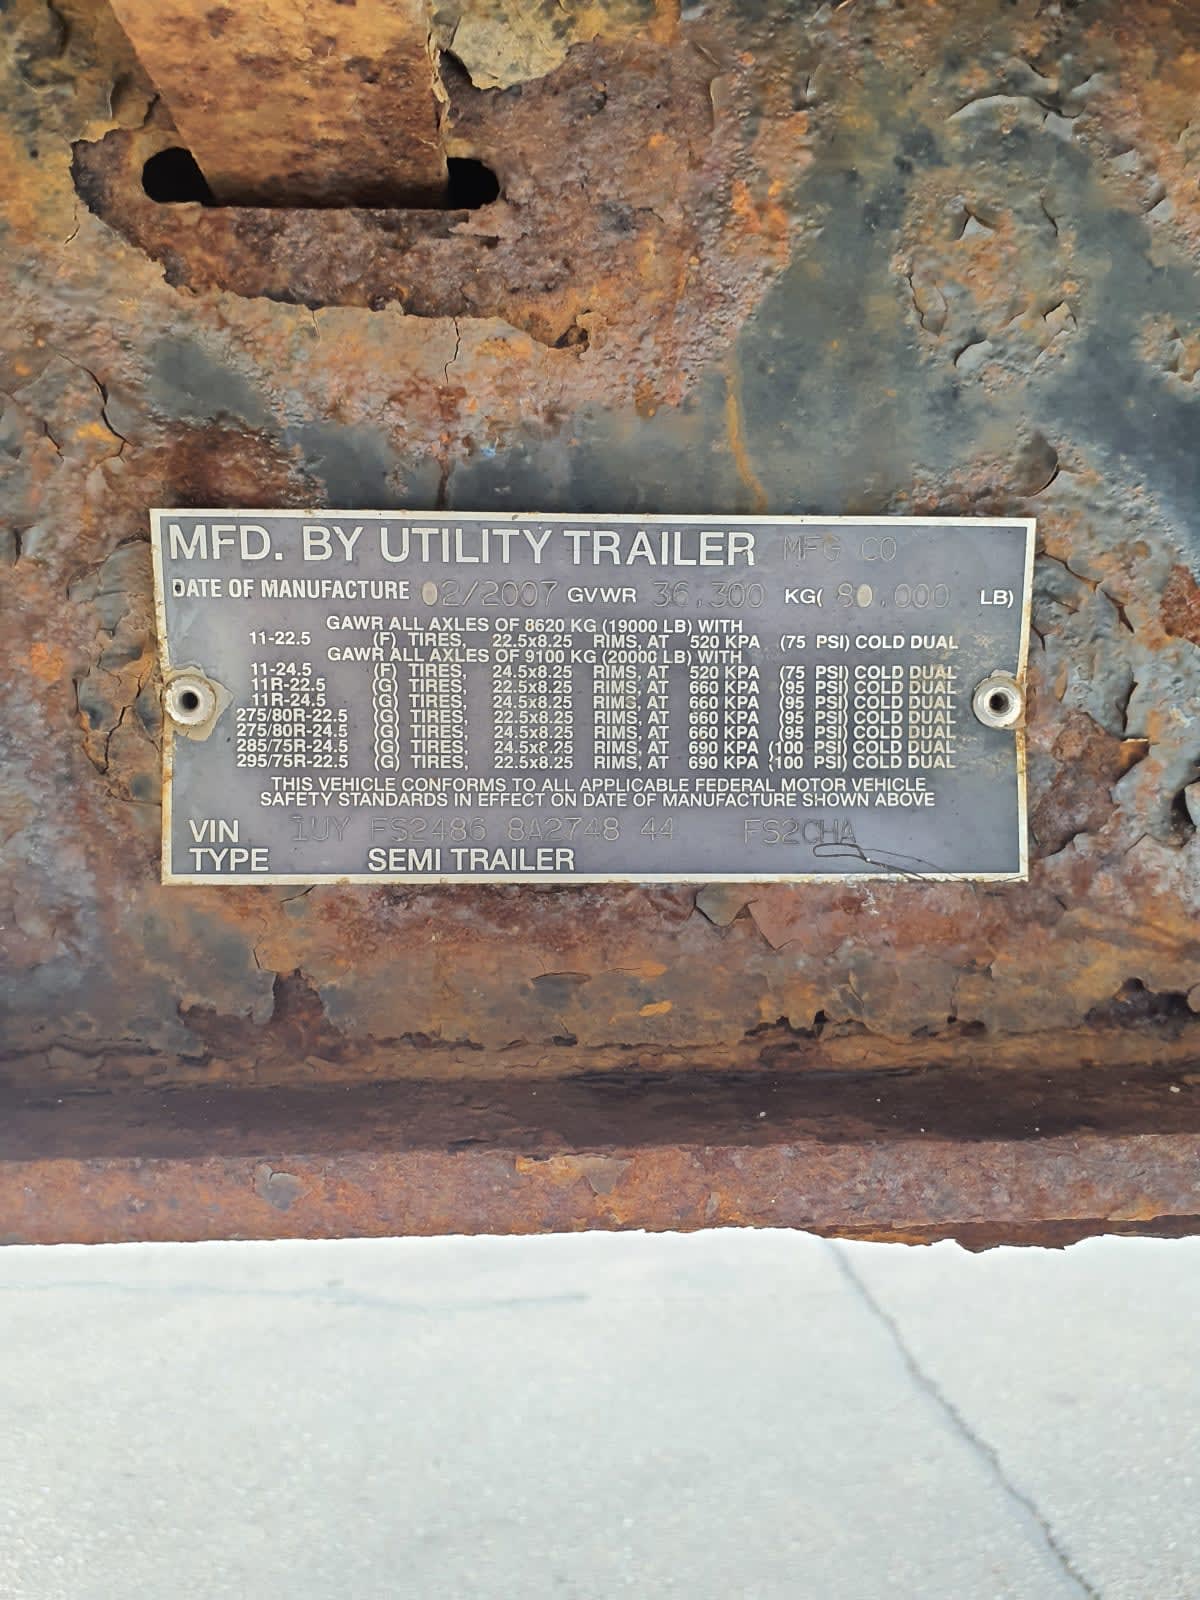 MFD. BY UTILITY TRAILER MFG CO
DATE OF MANUFACTURE 02/2007 GVWR 36,300 KG( 80,000 LB)
GAWR ALL AXLES OF 8620 KG (19000 LB) WITH
11-22.5 (F) TIRES, 22.5x8.25 RIMS, AT 520 KPA (75 PSI) COLD DUAL
GAWR ALL AXLES OF 9100 KG (20000 LB) WITH
11-24.5 (F) TIRES, 24.5x8.25 RIMS, AT 520 KPA (75 PSI) COLD DUAL
11R-22.5 (G) TIRES, 22.5x8.25 RIMS, AT 660 KPA (95 PSI) COLD DUAL
11R-24.5 (G) TIRES, 24.5x8.25 RIMS, AT 660 KPA (95 PSI) COLD DUAL
275/80R-22.5 (G) TIRES, 22.5x8.25 RIMS, AT 660 KPA (95 PSI) COLD DUAL
275/80R-24.5 (G) TIRES, 24.5x8.25 RIMS, AT 660 KPA (95 PSI) COLD DUAL
285/75R-24.5 (G) TIRES, 24.5x8.25 RIMS, AT 690 KPA (100 PSI) COLD DUAL
295/75R-22.5 (G) TIRES, 22.5x8.25 RIMS, AT 690 KPA (100 PSI) COLD DUAL
THIS VEHICLE CONFORMS TO ALL APPLICABLE FEDERAL MOTOR VEHICLE
SAFETY STANDARDS IN EFFECT ON DATE OF MANUFACTURE SHOWN ABOVE
VIN 1UY FS2486 8A2748 44 FS2CHA
TYPE SEMI TRAILER